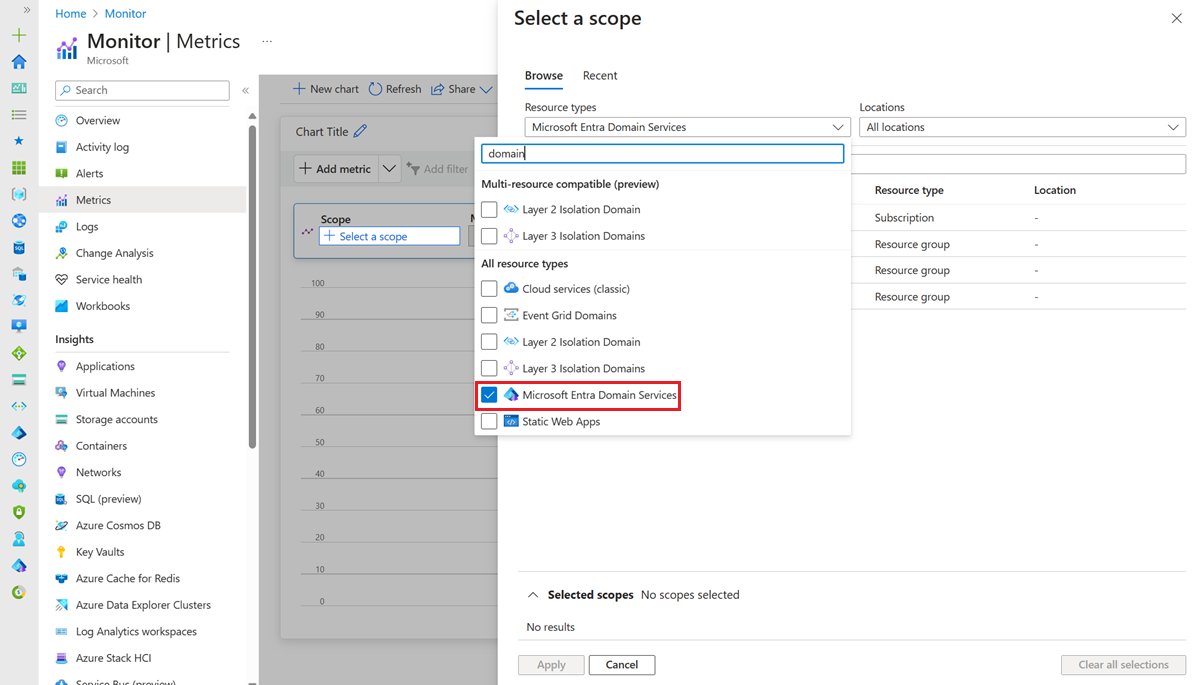 Home > Monitor
Monitor | Metrics ...
Microsoft
Search
Overview
Activity log
Alerts
Metrics
Logs
Change Analysis
Service health
Workbooks
Insights
Applications
Virtual Machines
Storage accounts
Containers
Networks
SQL (preview)
Azure Cosmos DB
Key Vaults
Azure Cache for Redis
Azure Data Explorer Clusters
Log Analytics workspaces
Azure Stack HCI
Service Bus (preview)
New chart Refresh Share
Chart Title
Add metric Add filter
Scope
Select a scope
100
90
80
70
60
50
40
30
20
10
0
Select a scope
Browse Recent
Resource types Locations
Microsoft Entra Domain Services All locations
domain
Multi-resource compatible (preview)
Layer 2 Isolation Domain
Layer 3 Isolation Domains
All resource types
Cloud services (classic)
Event Grid Domains
Layer 2 Isolation Domain
Layer 3 Isolation Domains
Microsoft Entra Domain Services
Static Web Apps
Resource type Location
Subscription -
Resource group -
Resource group -
Resource group -
Selected scopes No scopes selected
No results
Apply Cancel Clear all selections